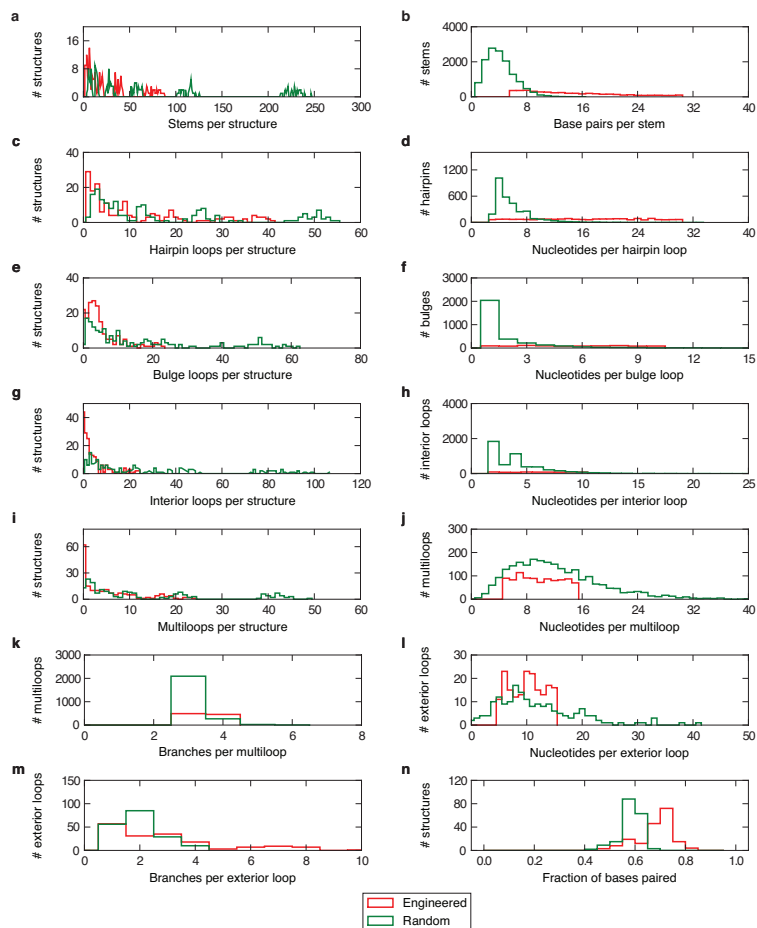 a
# structures
16
8
0
0 50 100 150 200 250 300
Stems per structure
b
# stems
4000
2000
0
0 8 16 24 32 40
Base pairs per stem
c
# structures
40
20
0
0 10 20 30 40 50 60
Hairpin loops per structure
d
# hairpins
1200
600
0
0 8 16 24 32 40
Nucleotides per hairpin loop
e
# structures
40
20
0
0 20 40 60 80
Bulge loops per structure
f
# bulges
3000
2000
1000
0
0 3 6 9 12 15
Nucleotides per bulge loop
g
# structures
40
20
0
0 20 40 60 80 100 120
Interior loops per structure
h
# interior loops
4000
2000
0
0 5 10 15 20 25
Nucleotides per interior loop
i
# structures
60
30
0
0 10 20 30 40 50 60
Multiloops per structure
j
# multiloops
300
200
100
0
0 8 16 24 32 40
Nucleotides per multiloop
k
# multiloops
3000
2000
1000
0
0 2 4 6 8
Branches per multiloop
l
# exterior loops
30
20
10
0
0 10 20 30 40 50
Nucleotides per exterior loop
m
# exterior loops
150
100
50
0
0 2 4 6 8 10
Branches per exterior loop
n
# structures
120
80
40
0
0.0 0.2 0.4 0.6 0.8 1.0
Fraction of bases paired
Engineered
Random